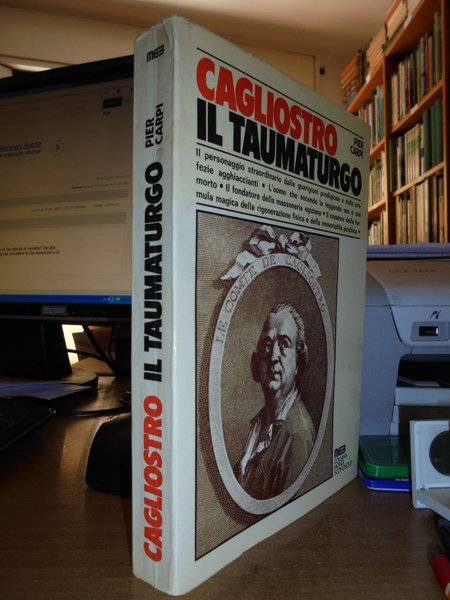 MEB
PIER
CARPI
CAGLIOSTRO IL TAUMATURGO
CAGLIOSTRO
IL TAUMATURGO
PIER
CARPI
Il personaggio straordinario dalle guarigioni prodigiose e dalle pro-
fezie agghiaccianti • L'uomo che secondo la leggenda non è mai
morto • Il fondatore della massoneria egiziana • Il creatore della for-
mula magica della rigenerazione fisica e della immortalità psichica •
LE COMTE DE CAGLIOSTRO
MEB